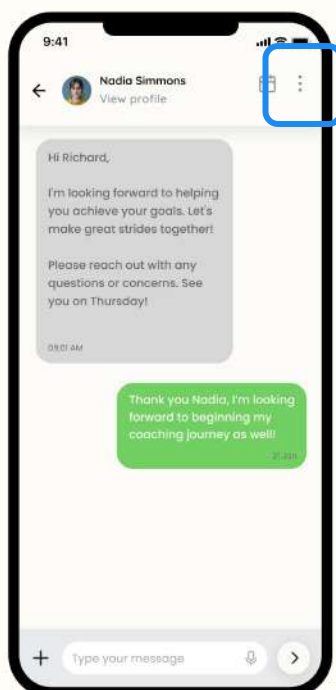 9:41
Nadia Simmons
View profile
Hi Richard,
I'm looking forward to helping
you achieve your goals. Let's
make great strides together!
Please reach out with any
questions or concerns. See
you on Thursday!
09:01 AM
Thank you Nadia, I'm looking
forward to beginning my
coaching journey as well!
21 Jan
Type your message